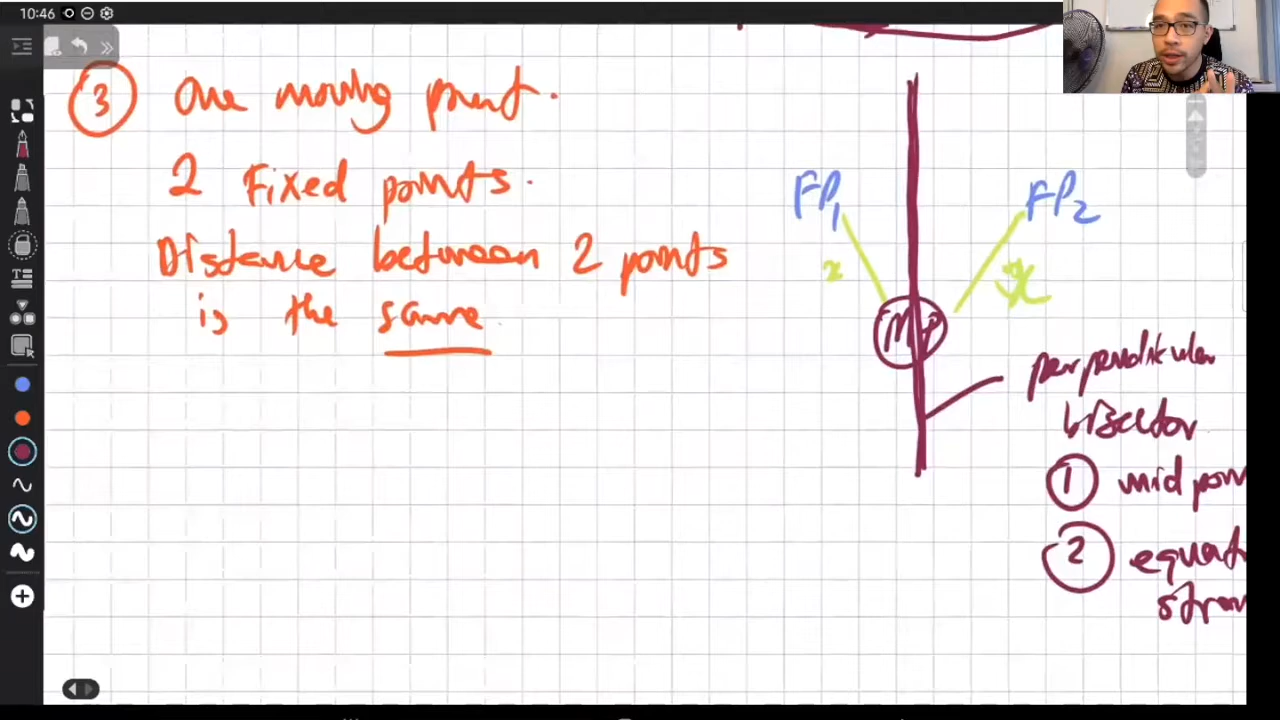 10:46
3 One moving point.
2 Fixed points.
Distance between 2 points
is the same.
FP1 FP2
x x
MP
perpendicular
bisector
1 mid poin
2 equat
stra